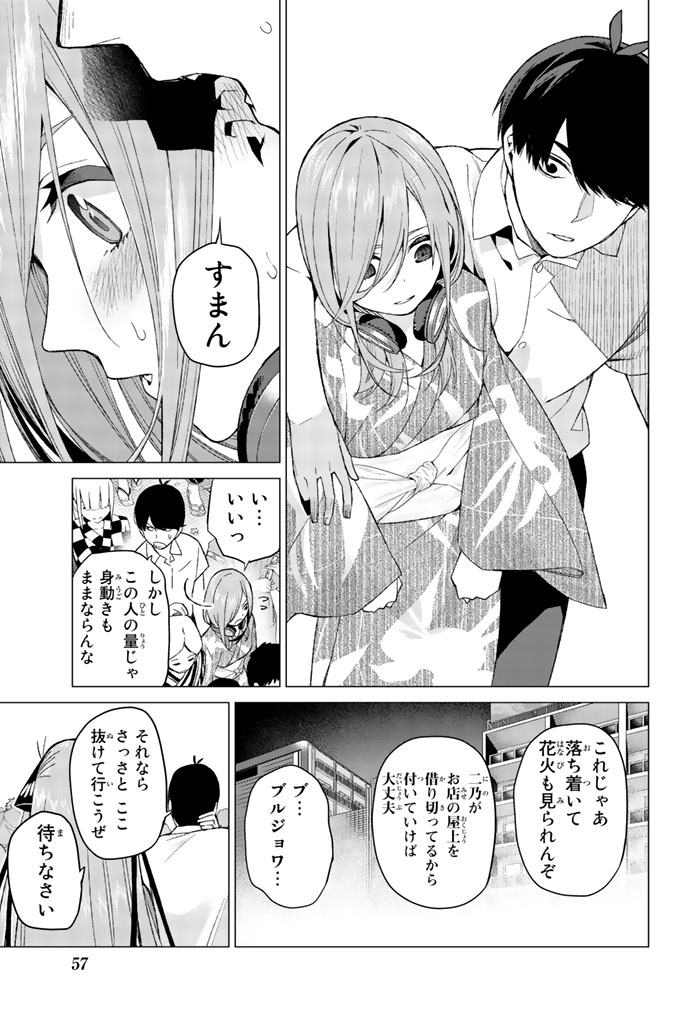 すまん
い…
いいっ
しかし
この人の量じゃ
身動きも
ままならんな
これじゃあ
落ち着いて
花火も見られんぞ
二乃が
お店の屋上を
借り切ってるから
付いていけば
大丈夫
ブ…
ブルジョワ…
それなら
さっさと ここ
抜けて行こうぜ
待ちなさい
57